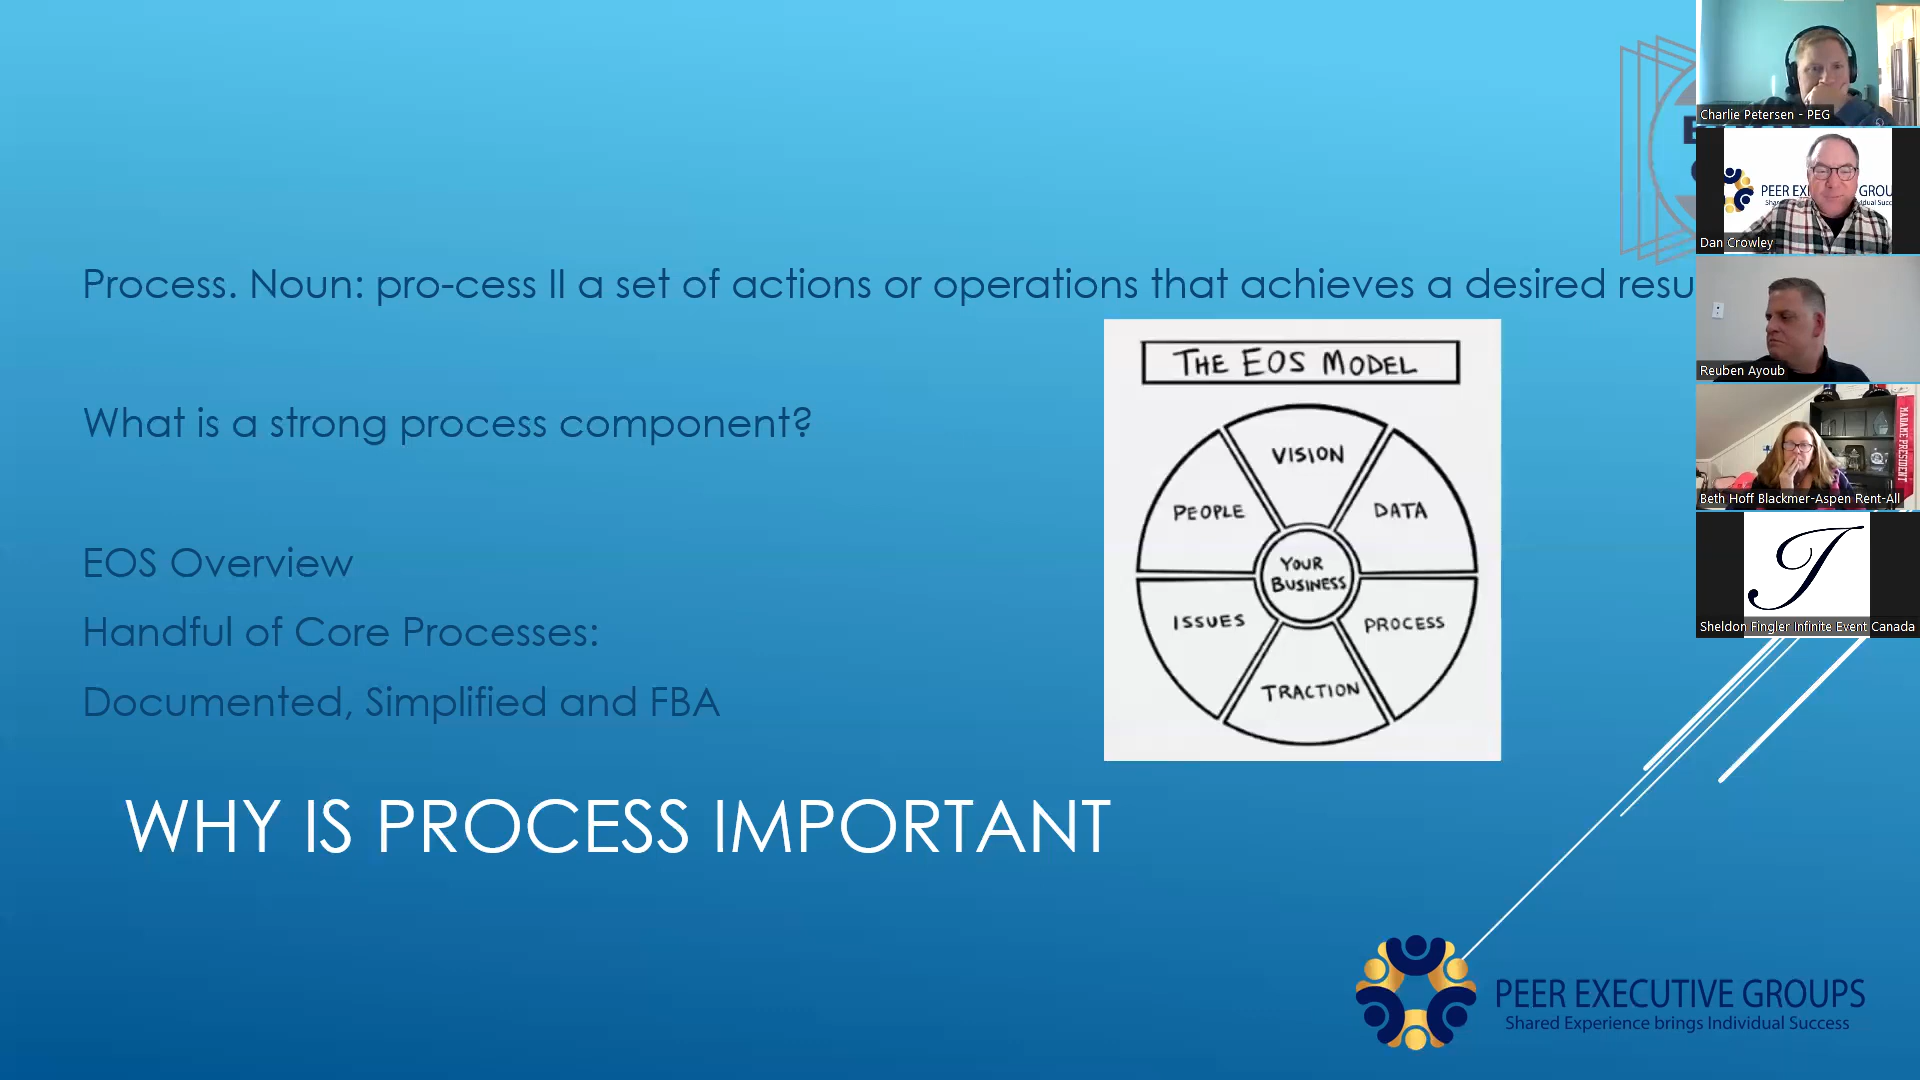 Process. Noun: pro-cess II a set of actions or operations that achieves a desired
What is a strong process component?
EOS Overview
Handful of Core Processes:
Documented, Simplified and FBA
WHY IS PROCESS IMPORTANT
THE EOS MODEL
VISION
PEOPLE
DATA
YOUR
BUSINESS
ISSUES
PROCESS
TRACTION
PEER EXECUTIVE GROUPS
Shared Experience brings Individual Success
Charlie Petersen - PEG
Dan Crowley
Reuben Ayoub
MADAME PRESIDENT
Beth Hoff Blackmer-Aspen Rent-All
Sheldon Fingler Infinite Event Canada